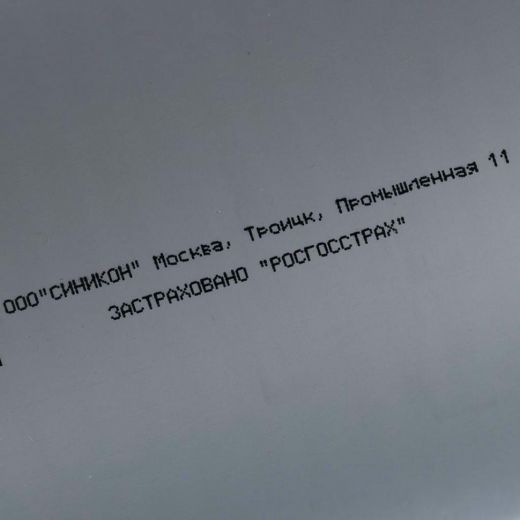 ООО"СИНИКОН" Москва, Троицк, Промышленная 11
ЗАСТРАХОВАНО "РОСГОССТРАХ"